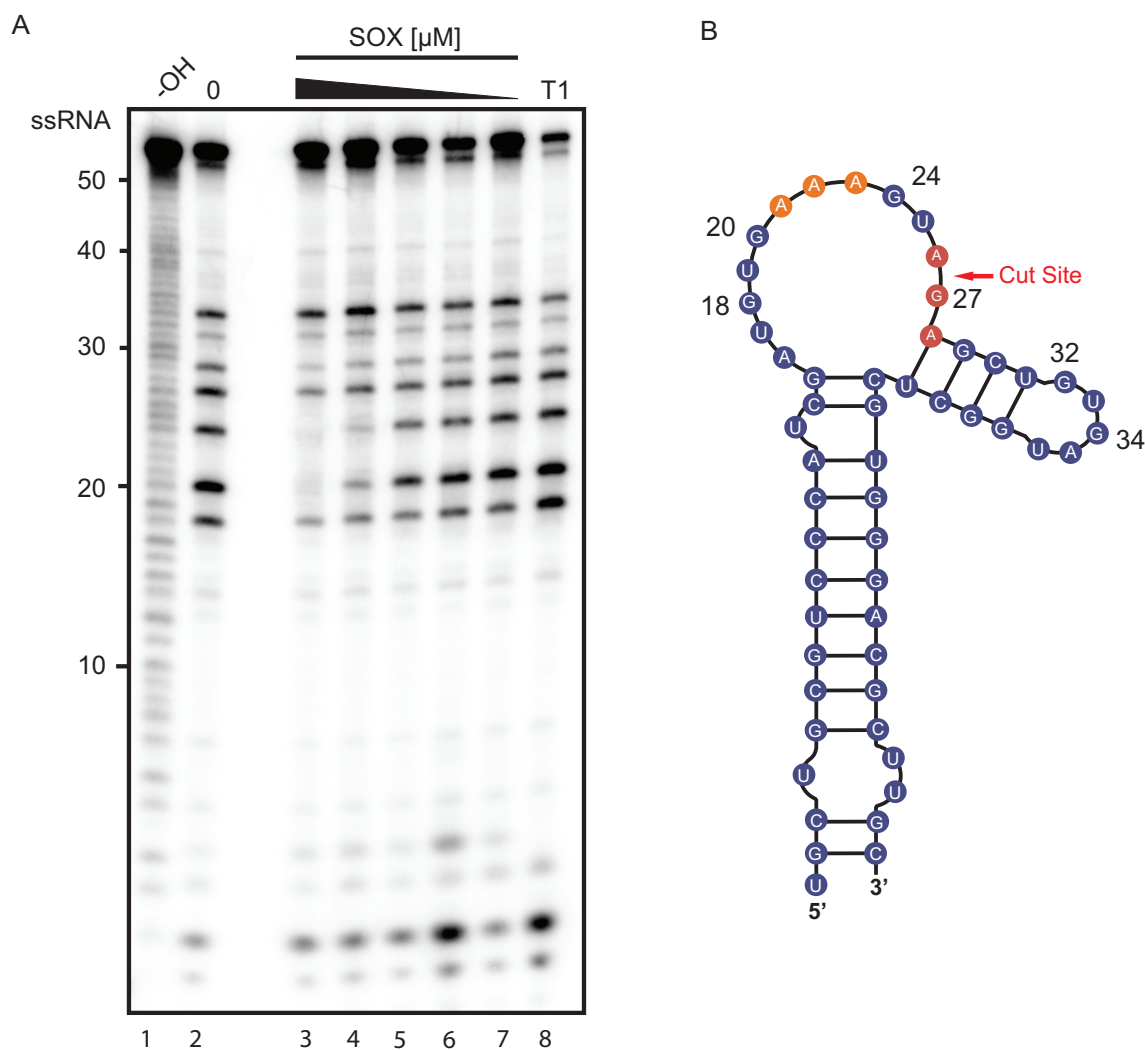 A
B
SOX [µM]
-OH
0
T1
ssRNA
50
40
30
20
10
1 2 3 4 5 6 7 8
5’
U G C U G C G U C C C A U C G A U G U G A A A G U A G A G C U G U G A U G G C U C G U G G G A C G C U U G C
3’
18
20
24
27
32
34
Cut Site